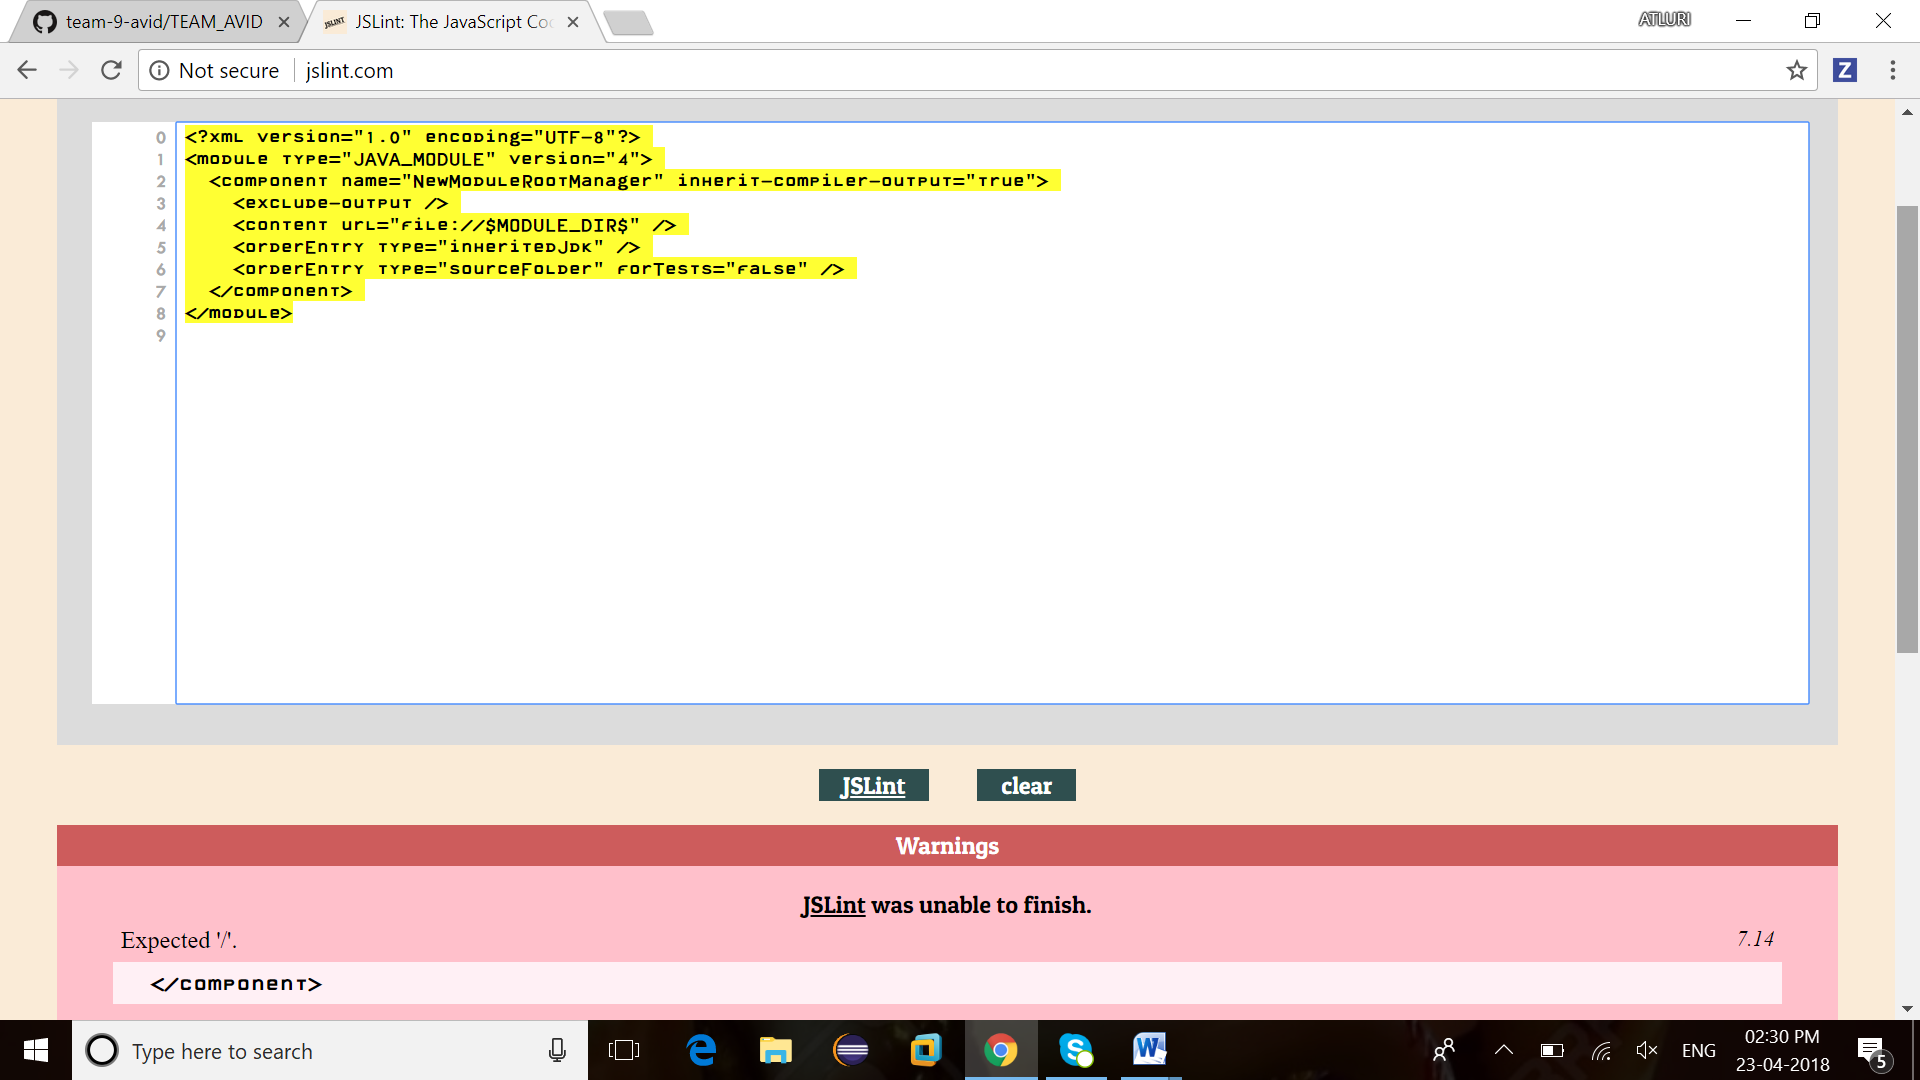 team-9-avid/TEAM_AVID
JSLint: The JavaScript Co
ATLURI
Not secure
jslint.com
Z
0 <?xml version="1.0" encoding="UTF-8"?>
1 <module type="JAVA_MODULE" version="4">
2 <component name="NewModuleRootManager" inherit-compiler-output="true">
3 <exclude-output />
4 <content url="file://$MODULE_DIR$" />
5 <orderEntry type="inheritedJdk" />
6 <orderEntry type="sourceFolder" forTests="false" />
7 </component>
8 </module>
9
JSLint clear
Warnings
JSLint was unable to finish.
Expected '/'. 7.14
</component>
Type here to search
ENG
02:30 PM
23-04-2018
5